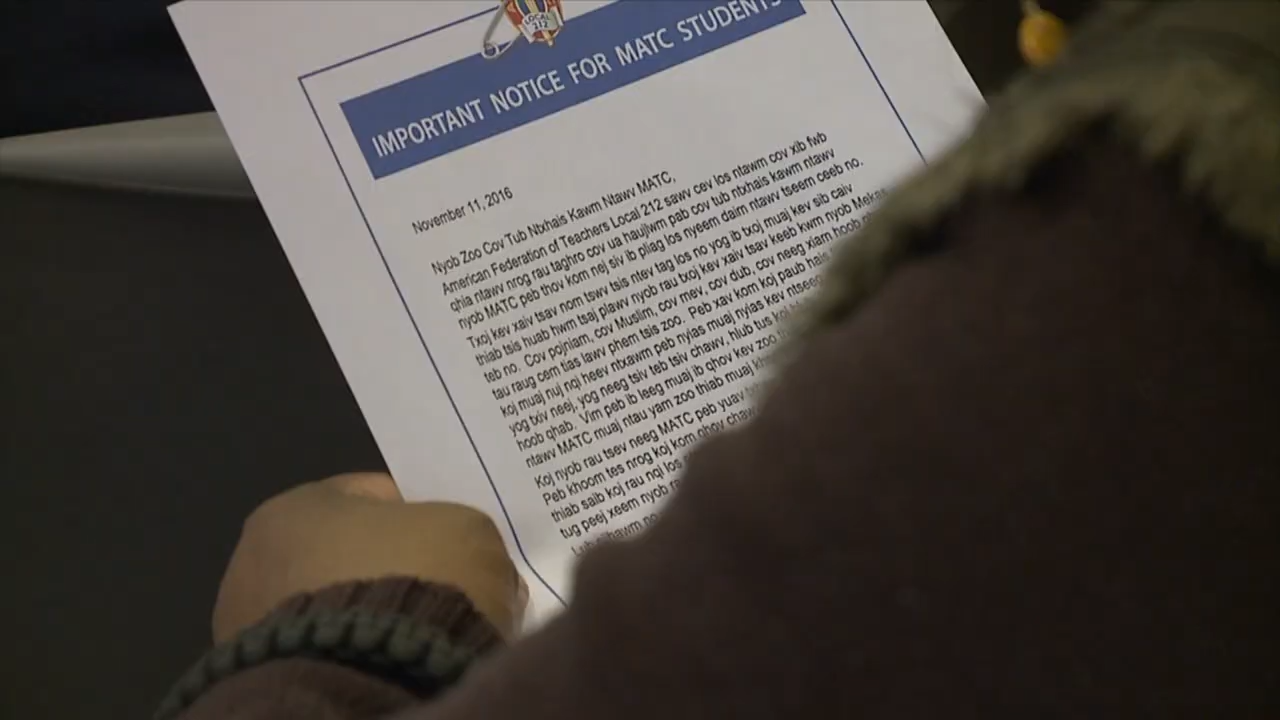 LOCAL
212
IMPORTANT NOTICE FOR MATC STUDENTS
November 11, 2016
Nyob Zoo Cov Tub Ntxhais Kawm Ntawv MATC,
American Federation of Teachers Local 212 sawv cev los ntawm cov xib fwb
qhia ntawv nrog rau tagnro cov ua haujlwm pab cov tub ntxhais kawm ntawv
nyob MATC peb thov kom nej siv ib pliag los nyeem daim ntawv tseem ceeb no.
Txoj kev xaiv tsav nom tswv tsis ntev tag los no yog ib txoj muaj kev sib caiv
thiab tsis huab hwm tsaj plawv nyob rau txoj kev xaiv tsav keeb kwm nyob Mekas
teb no. Cov pojniam, cov Muslim, cov mev, cov dub, cov neeg xiam hoob
tau raug cem tias lawv phem tsis zoo. Peb xav kom koj paub hais
koj muaj nuj nqi heev ntxawm peb nyias muaj nyias kev ntseeg
yog txiv neej, yog neeg tsiv teb tsiv chawv, hlub tus koj
hoob qhab. Vim peb ib leeg muaj ib qhov kev zoo
ntawv MATC muaj ntau yam zoo thiab muaj
Koj nyob rau tsev neeg MATC peb yuav
Peb khoom tes nrog koj kom qhov chaw
thiab saib koj rau nqi los
tug peej xeem nyob